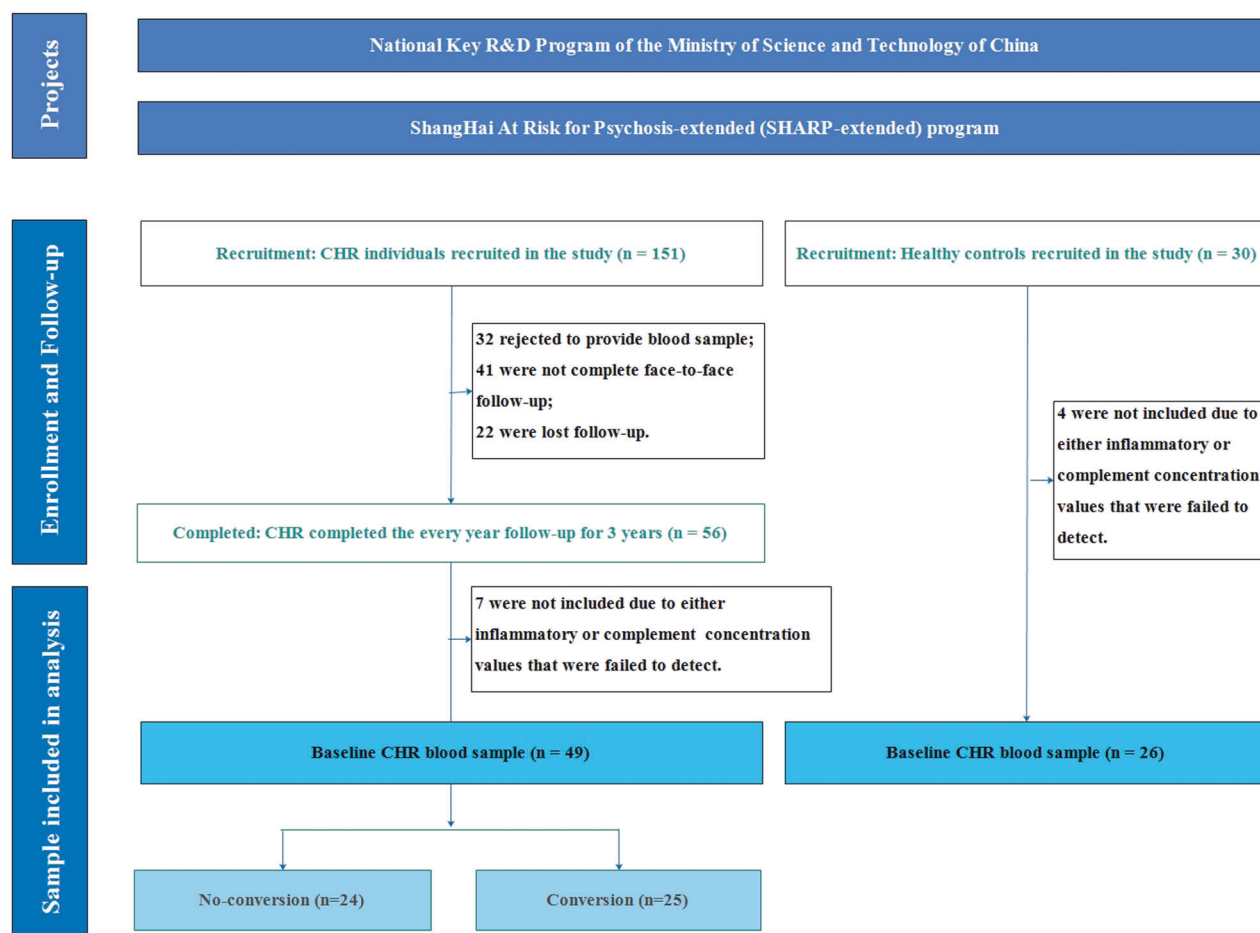 Projects
National Key R&D Program of the Ministry of Science and Technology of China
ShangHai At Risk for Psychosis-extended (SHARP-extended) program
Enrollment and Follow-up
Recruitment: CHR individuals recruited in the study (n = 151)
Recruitment: Healthy controls recruited in the study (n = 30)
32 rejected to provide blood sample;
41 were not complete face-to-face
follow-up;
22 were lost follow-up.
4 were not included due to
either inflammatory or
complement concentration
values that were failed to
detect.
Completed: CHR completed the every year follow-up for 3 years (n = 56)
Sample included in analysis
7 were not included due to either
inflammatory or complement concentration
values that were failed to detect.
Baseline CHR blood sample (n = 49)
Baseline CHR blood sample (n = 26)
No-conversion (n=24)
Conversion (n=25)